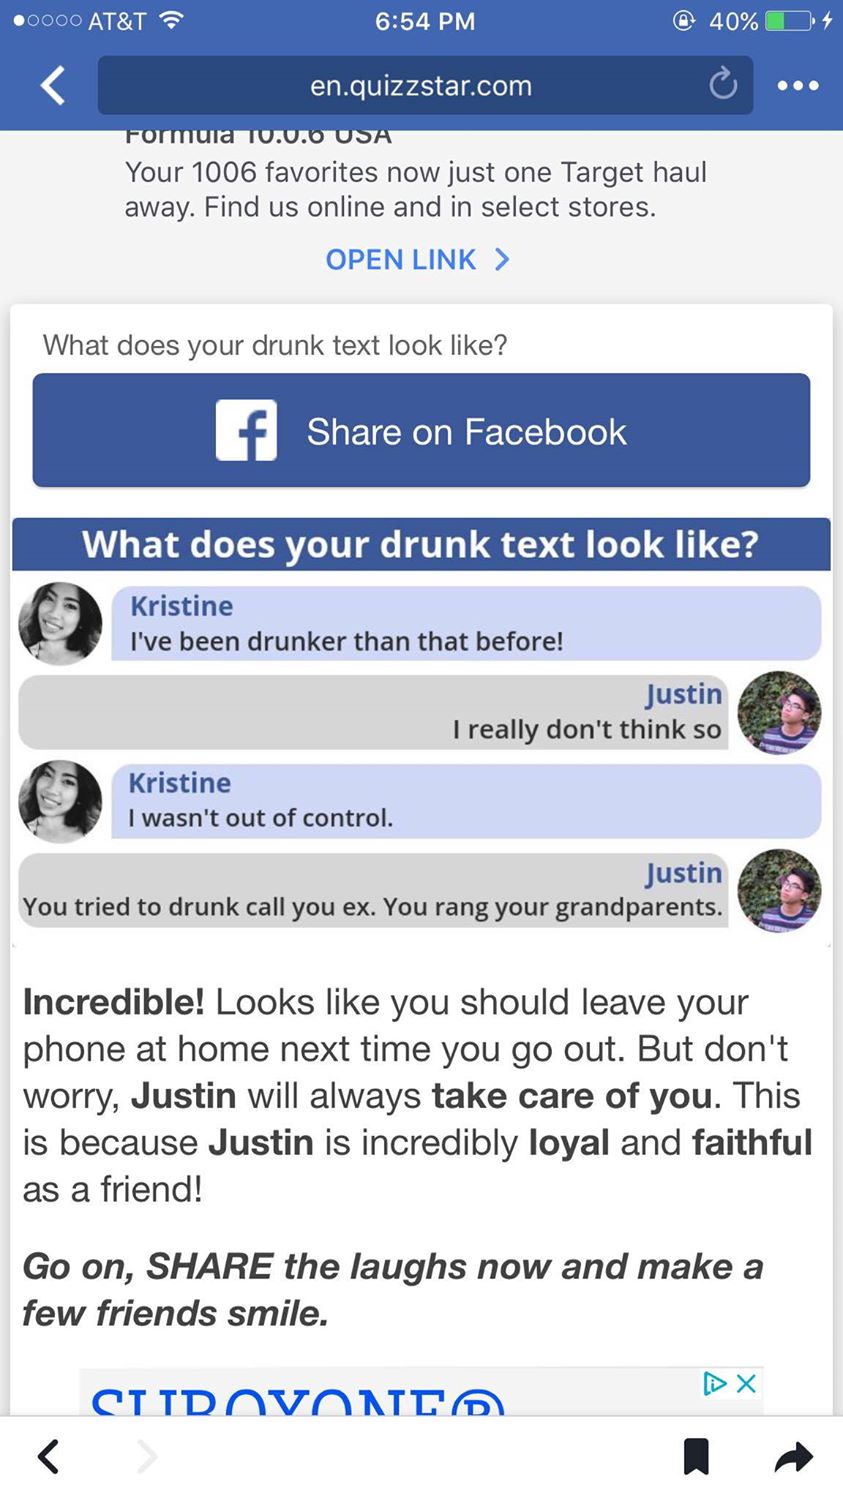 AT&T 6:54 PM 40%
en.quizzstar.com
Formula 10.0.6 USA
Your 1006 favorites now just one Target haul
away. Find us online and in select stores.
OPEN LINK
What does your drunk text look like?
Share on Facebook
What does your drunk text look like?
Kristine
I've been drunker than that before!
Justin
I really don't think so
Kristine
I wasn't out of control.
Justin
You tried to drunk call you ex. You rang your grandparents.
Incredible! Looks like you should leave your
phone at home next time you go out. But don't
worry, Justin will always take care of you. This
is because Justin is incredibly loyal and faithful
as a friend!
Go on, SHARE the laughs now and make a
few friends smile.
SUBOXONE®